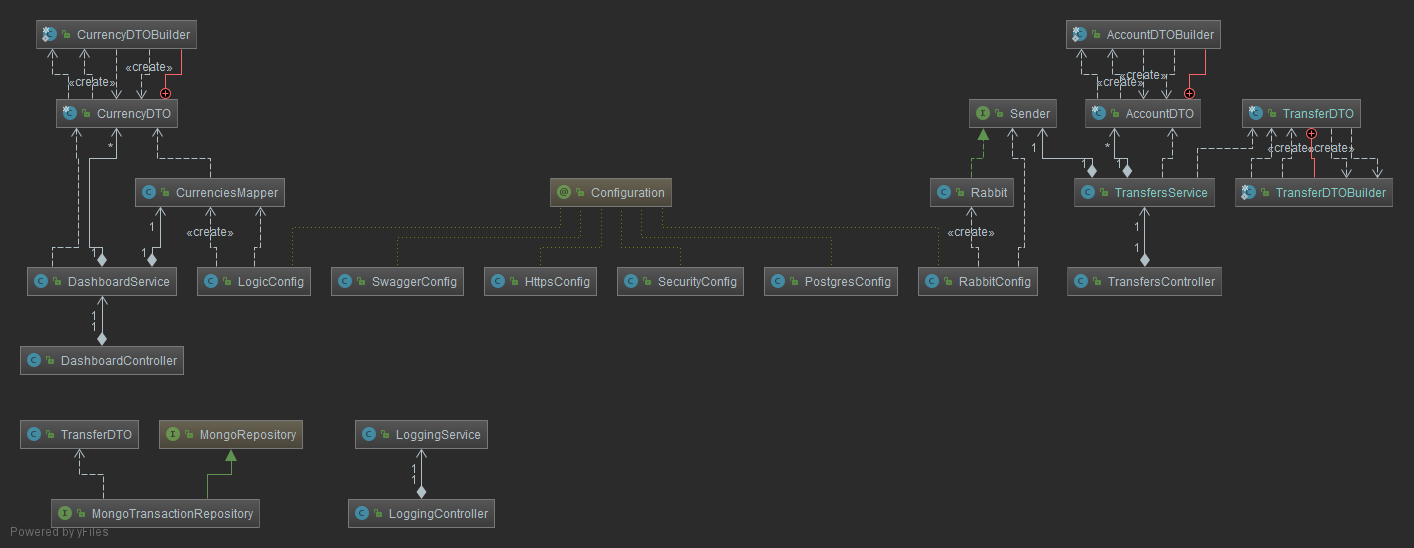 CurrencyDTOBuilder
AccountDTOBuilder
«create»
«create»
«create»
«create»
CurrencyDTO
Sender
AccountDTO
TransferDTO
*
1
*
«create»
«create»
CurrenciesMapper
Configuration
Rabbit
TransfersService
TransferDTOBuilder
1
«create»
«create»
1
1
1
1
DashboardService
LogicConfig
SwaggerConfig
HttpsConfig
SecurityConfig
PostgresConfig
RabbitConfig
TransfersController
1
1
DashboardController
TransferDTO
MongoRepository
LoggingService
1
1
MongoTransactionRepository
LoggingController
Powered by yFiles